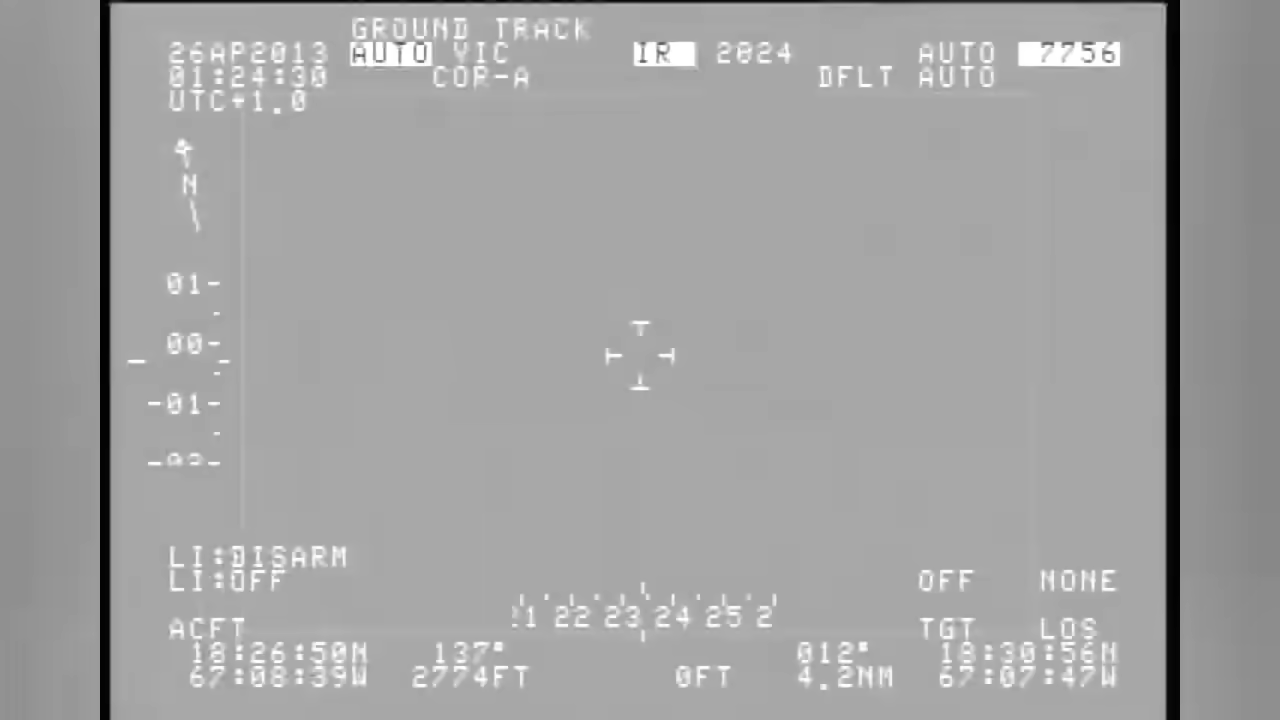 GROUND TRACK
26AP2013 AUTO VIC IR 2024 AUTO 7756
01:24:30 COR-A DFLT AUTO
UTC+1.0
N
01-
00-
-01-
LI:DISARM
LI:OFF OFF NONE
22 23 24 25 2
ACFT TGT LOS
18:26:50N 137° 012° 18:30:56N
67:08:39W 2774FT 0FT 4.2NM 67:07:47W